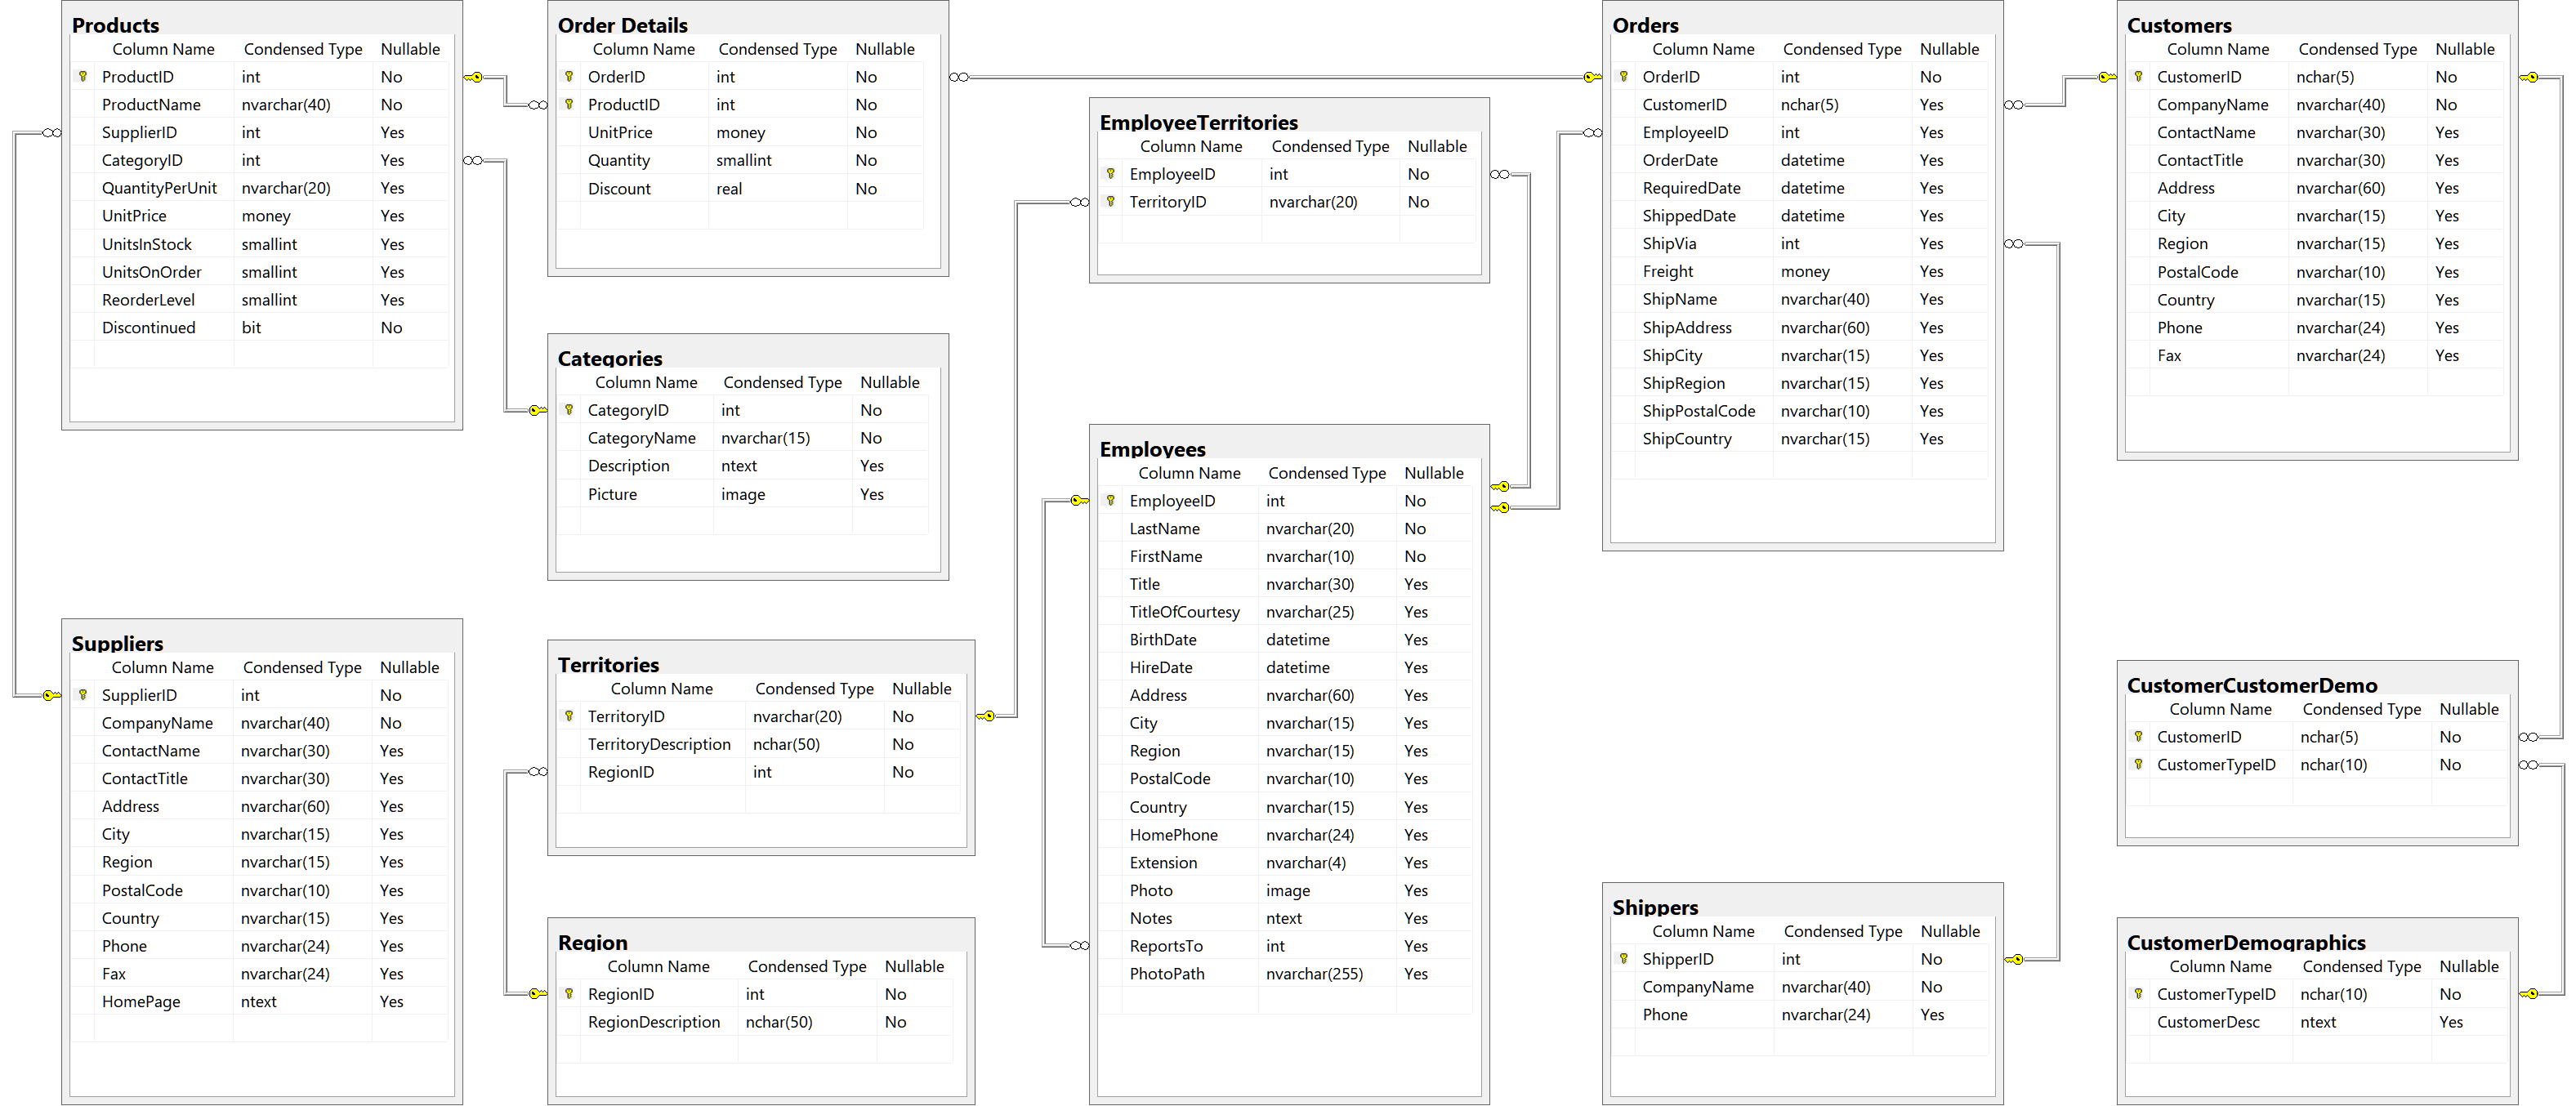 Products
Column Name Condensed Type Nullable
ProductID int No
ProductName nvarchar(40) No
SupplierID int Yes
CategoryID int Yes
QuantityPerUnit nvarchar(20) Yes
UnitPrice money Yes
UnitsInStock smallint Yes
UnitsOnOrder smallint Yes
ReorderLevel smallint Yes
Discontinued bit No
Order Details
Column Name Condensed Type Nullable
OrderID int No
ProductID int No
UnitPrice money No
Quantity smallint No
Discount real No
EmployeeTerritories
Column Name Condensed Type Nullable
EmployeeID int No
TerritoryID nvarchar(20) No
Orders
Column Name Condensed Type Nullable
OrderID int No
CustomerID nchar(5) Yes
EmployeeID int Yes
OrderDate datetime Yes
RequiredDate datetime Yes
ShippedDate datetime Yes
ShipVia int Yes
Freight money Yes
ShipName nvarchar(40) Yes
ShipAddress nvarchar(60) Yes
ShipCity nvarchar(15) Yes
ShipRegion nvarchar(15) Yes
ShipPostalCode nvarchar(10) Yes
ShipCountry nvarchar(15) Yes
Customers
Column Name Condensed Type Nullable
CustomerID nchar(5) No
CompanyName nvarchar(40) No
ContactName nvarchar(30) Yes
ContactTitle nvarchar(30) Yes
Address nvarchar(60) Yes
City nvarchar(15) Yes
Region nvarchar(15) Yes
PostalCode nvarchar(10) Yes
Country nvarchar(15) Yes
Phone nvarchar(24) Yes
Fax nvarchar(24) Yes
Categories
Column Name Condensed Type Nullable
CategoryID int No
CategoryName nvarchar(15) No
Description ntext Yes
Picture image Yes
Employees
Column Name Condensed Type Nullable
EmployeeID int No
LastName nvarchar(20) No
FirstName nvarchar(10) No
Title nvarchar(30) Yes
TitleOfCourtesy nvarchar(25) Yes
BirthDate datetime Yes
HireDate datetime Yes
Address nvarchar(60) Yes
City nvarchar(15) Yes
Region nvarchar(15) Yes
PostalCode nvarchar(10) Yes
Country nvarchar(15) Yes
HomePhone nvarchar(24) Yes
Extension nvarchar(4) Yes
Photo image Yes
Notes ntext Yes
ReportsTo int Yes
PhotoPath nvarchar(255) Yes
Suppliers
Column Name Condensed Type Nullable
SupplierID int No
CompanyName nvarchar(40) No
ContactName nvarchar(30) Yes
ContactTitle nvarchar(30) Yes
Address nvarchar(60) Yes
City nvarchar(15) Yes
Region nvarchar(15) Yes
PostalCode nvarchar(10) Yes
Country nvarchar(15) Yes
Phone nvarchar(24) Yes
Fax nvarchar(24) Yes
HomePage ntext Yes
Territories
Column Name Condensed Type Nullable
TerritoryID nvarchar(20) No
TerritoryDescription nchar(50) No
RegionID int No
Region
Column Name Condensed Type Nullable
RegionID int No
RegionDescription nchar(50) No
Shippers
Column Name Condensed Type Nullable
ShipperID int No
CompanyName nvarchar(40) No
Phone nvarchar(24) Yes
CustomerCustomerDemo
Column Name Condensed Type Nullable
CustomerID nchar(5) No
CustomerTypeID nchar(10) No
CustomerDemographics
Column Name Condensed Type Nullable
CustomerTypeID nchar(10) No
CustomerDesc ntext Yes